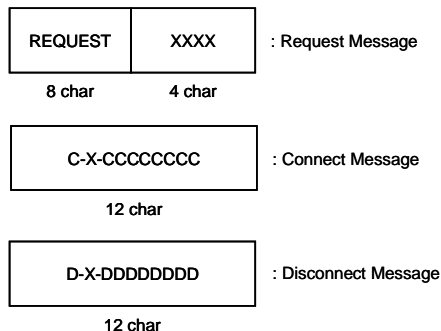 REQUEST XXXX : Request Message
8 char 4 char
C-X-CCCCCCCC : Connect Message
12 char
D-X-DDDDDDDD : Disconnect Message
12 char